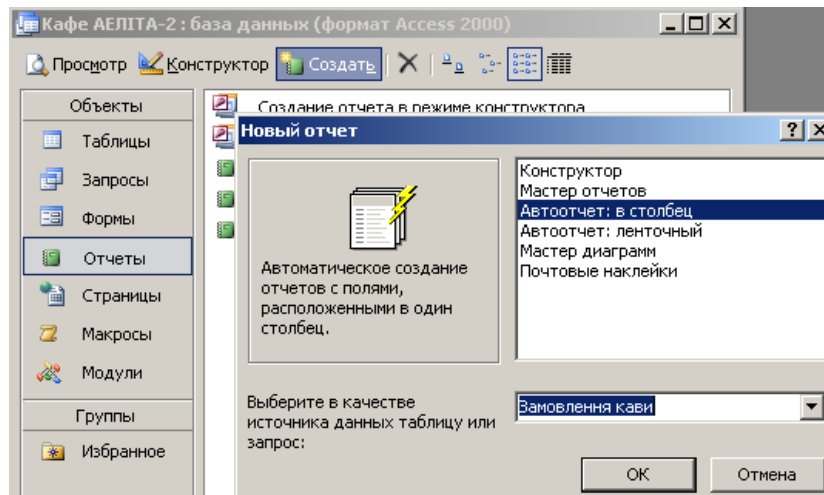 Кафе АЕЛІТА-2 : база данных (формат Access 2000)
Просмотр Конструктор Создать
Объекты
Таблицы
Запросы
Формы
Отчеты
Страницы
Макросы
Модули
Группы
Избранное
Создание отчета в режиме конструктора
Новый отчет
Автоматическое создание
отчетов с полями,
расположенными в один
столбец.
Конструктор
Мастер отчетов
Автоотчет: в столбец
Автоотчет: ленточный
Мастер диаграмм
Почтовые наклейки
Выберите в качестве
источника данных таблицу или
запрос:
Замовлення кави
ОК Отмена